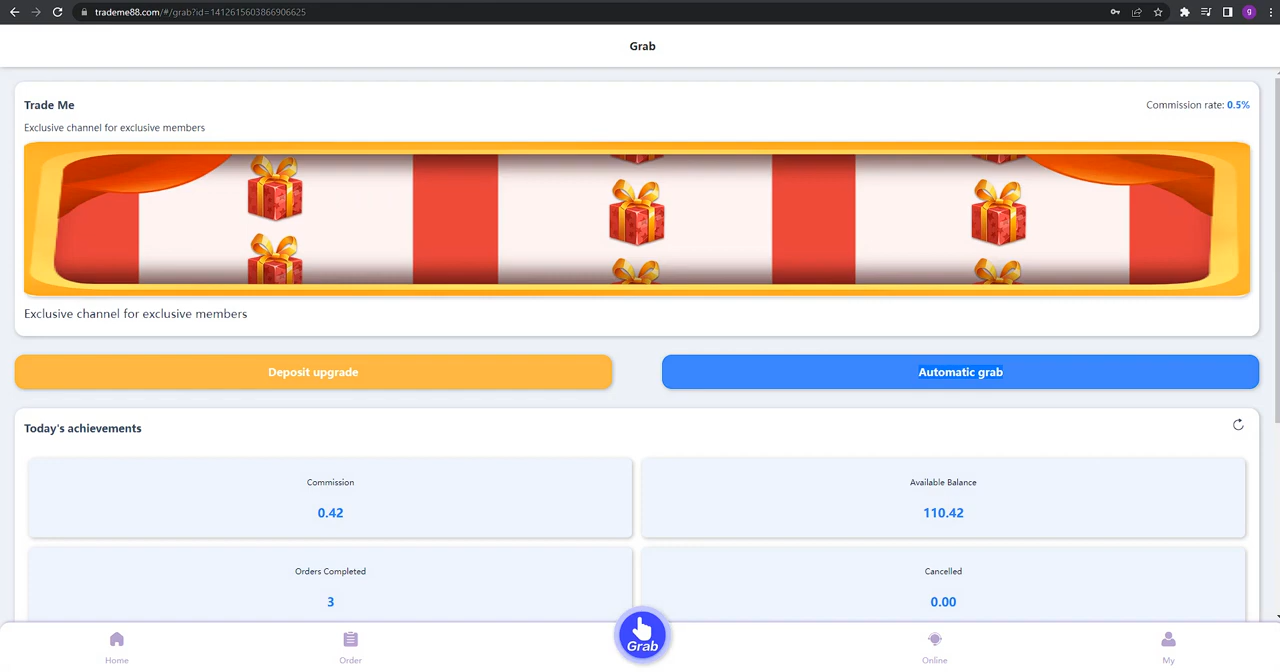 trademe88.com/#/grab?id=1412615603866906625
g
Grab
Trade Me
Commission rate: 0.5%
Exclusive channel for exclusive members
Exclusive channel for exclusive members
Deposit upgrade
Automatic grab
Today's achievements
Commission
Available Balance
0.42
110.42
Orders Completed
Cancelled
3
0.00
Grab
Home
Order
Online
My